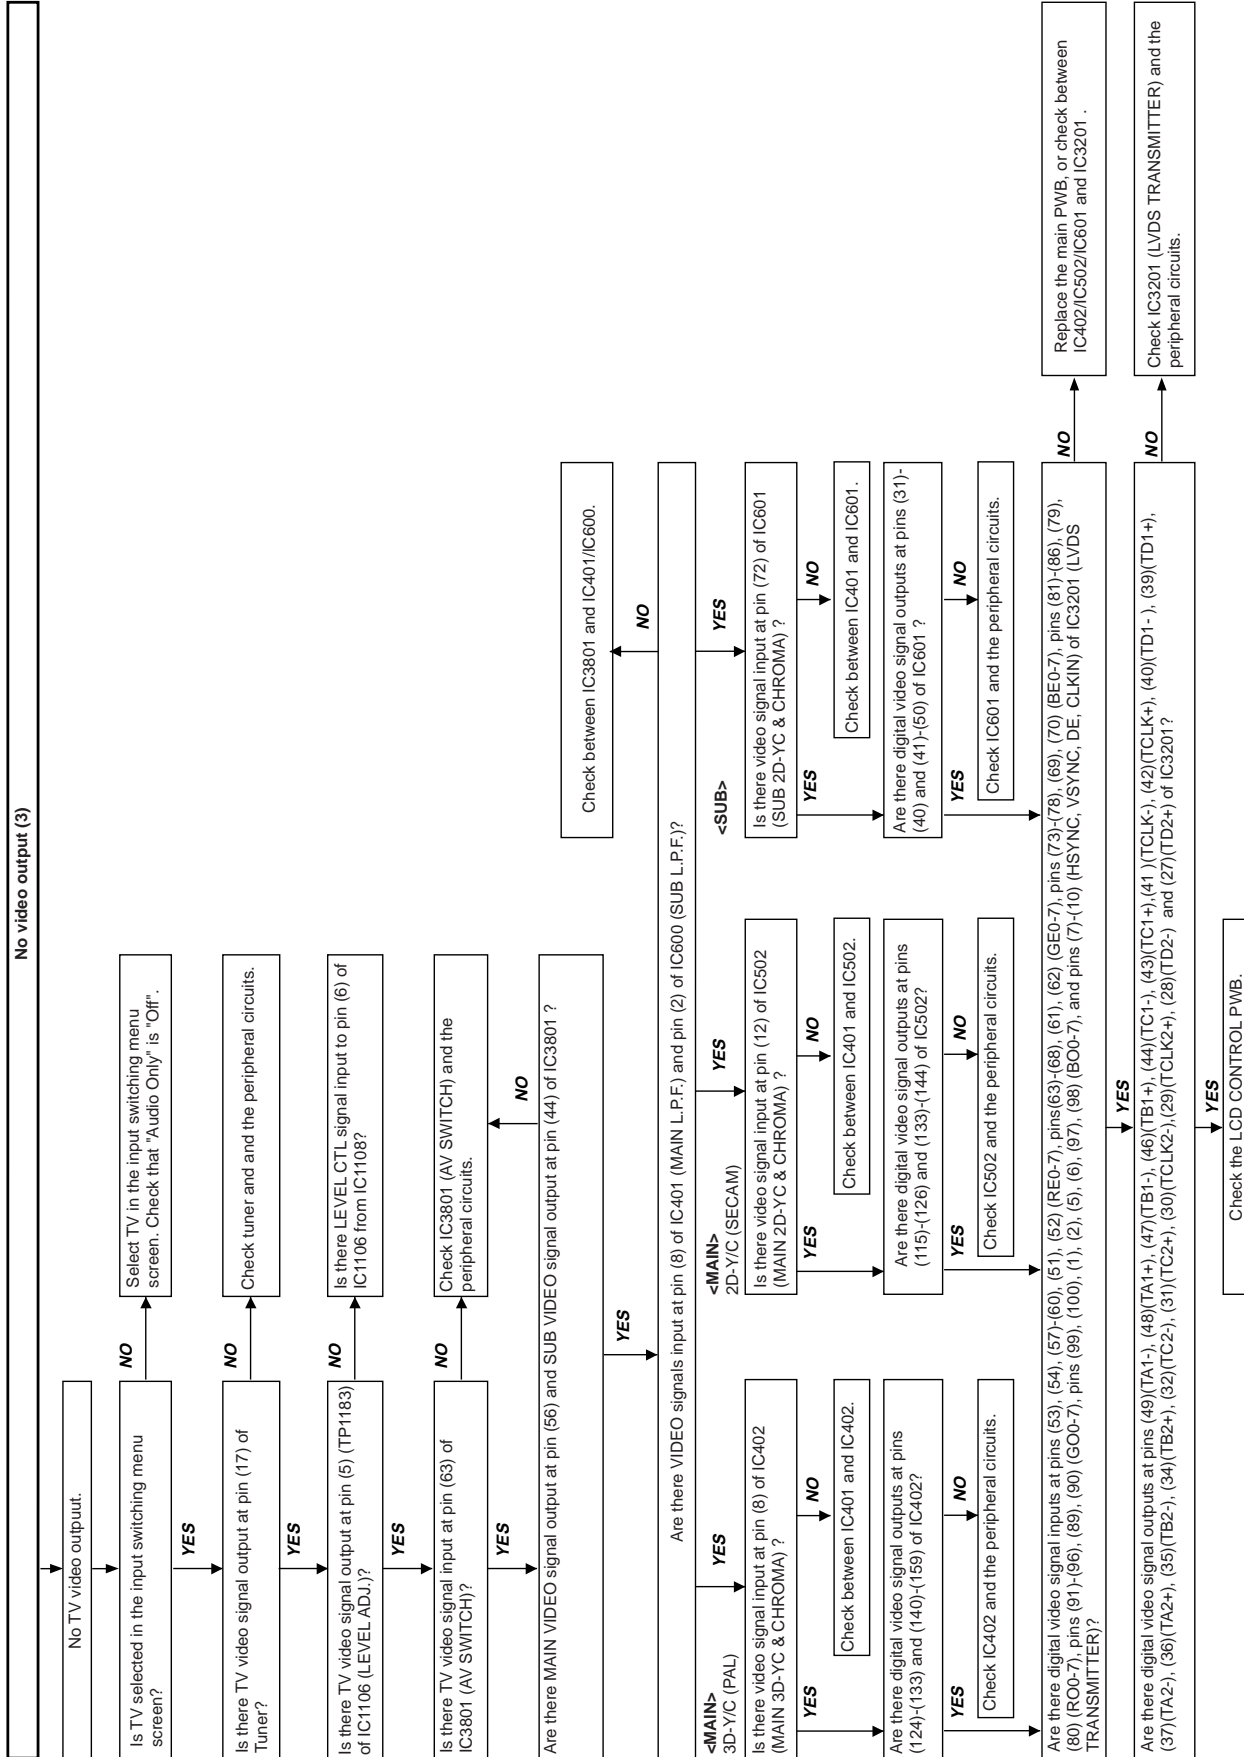 No video output (3)
No TV video outpuut.
Is TV selected in the input switching menu
screen?
NO
Select TV in the input switching menu
screen. Check that "Audio Only" is "Off".
YES
Is there TV video signal output at pin (17) of
Tuner?
NO
Check tuner and and the peripheral circuits.
YES
Is there TV video signal output at pin (5) (TP1183)
of IC1106 (LEVEL ADJ.)?
NO
Is there LEVEL CTL signal input to pin (6) of
IC1106 from IC1108?
YES
Is there TV video signal input at pin (63) of
IC3801 (AV SWITCH)?
NO
Check IC3801 (AV SWITCH) and the
peripheral circuits.
YES
NO
Are there MAIN VIDEO signal output at pin (56) and SUB VIDEO signal output at pin (44) of IC3801 ?
Check between IC3801 and IC401/IC600.
YES
NO
Are there VIDEO signals input at pin (8) of IC401 (MAIN L.P.F.) and pin (2) of IC600 (SUB L.P.F.)?
<MAIN>
3D-Y/C (PAL)
YES
<MAIN>
2D-Y/C (SECAM)
YES
<SUB>
YES
Is there video signal input at pin (8) of IC402
(MAIN 3D-YC & CHROMA) ?
Is there video signal input at pin (12) of IC502
(MAIN 2D-YC & CHROMA) ?
Is there video signal input at pin (72) of IC601
(SUB 2D-YC & CHROMA) ?
YES
NO
YES
NO
YES
NO
Check between IC401 and IC402.
Check between IC401 and IC502.
Check between IC401 and IC601.
Are there digital video signal outputs at pins
(124)-(133) and (140)-(159) of IC402?
Are there digital video signal outputs at pins
(115)-(126) and (133)-(144) of IC502?
Are there digital video signal outputs at pins (31)-
(40) and (41)-(50) of IC601 ?
YES
NO
YES
NO
YES
NO
Check IC402 and the peripheral circuits.
Check IC502 and the peripheral circuits.
Check IC601 and the peripheral circuits.
Are there digital video signal inputs at pins (53), (54), (57)-(60), (51), (52) (RE0-7), pins(63)-(68), (61), (62) (GE0-7), pins (73)-(78), (69), (70) (BE0-7), pins (81)-(86), (79),
(80) (RO0-7), pins (91)-(96), (89), (90) (GO0-7), pins (99), (100), (1), (2), (5), (6), (97), (98) (BO0-7), and pins (7)-(10) (HSYNC, VSYNC, DE, CLKIN) of IC3201 (LVDS
TRANSMITTER)?
NO
Replace the main PWB, or check between
IC402/IC502/IC601 and IC3201 .
YES
Are there digital video signal outputs at pins (49)(TA1-), (48)(TA1+), (47)(TB1-), (46)(TB1+), (44)(TC1-), (43)(TC1+),(41 )(TCLK-), (42)(TCLK+), (40)(TD1- ), (39)(TD1+),
(37)(TA2-), (36)(TA2+), (35)(TB2-), (34)(TB2+), (32)(TC2-), (31)(TC2+), (30)(TCLK2-),(29)(TCLK2+), (28)(TD2-) and (27)(TD2+) of IC3201?
NO
Check IC3201 (LVDS TRANSMITTER) and the
peripheral circuits.
YES
Check the LCD CONTROL PWB.